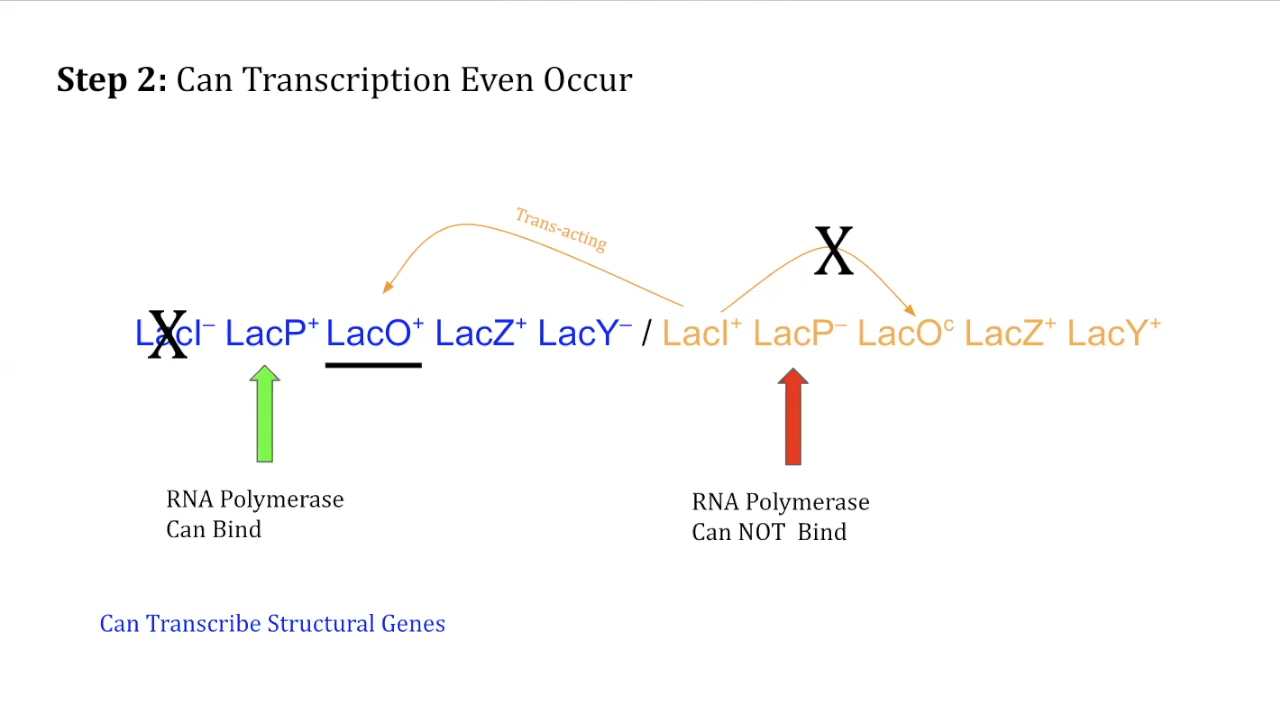 Step 2: Can Transcription Even Occur
Trans-acting
X
X
LacI⁻ LacP⁺ LacO⁺ LacZ⁺ LacY⁻ / LacI⁺ LacP⁻ LacOᶜ LacZ⁺ LacY⁺
RNA Polymerase
Can Bind
RNA Polymerase
Can NOT Bind
Can Transcribe Structural Genes